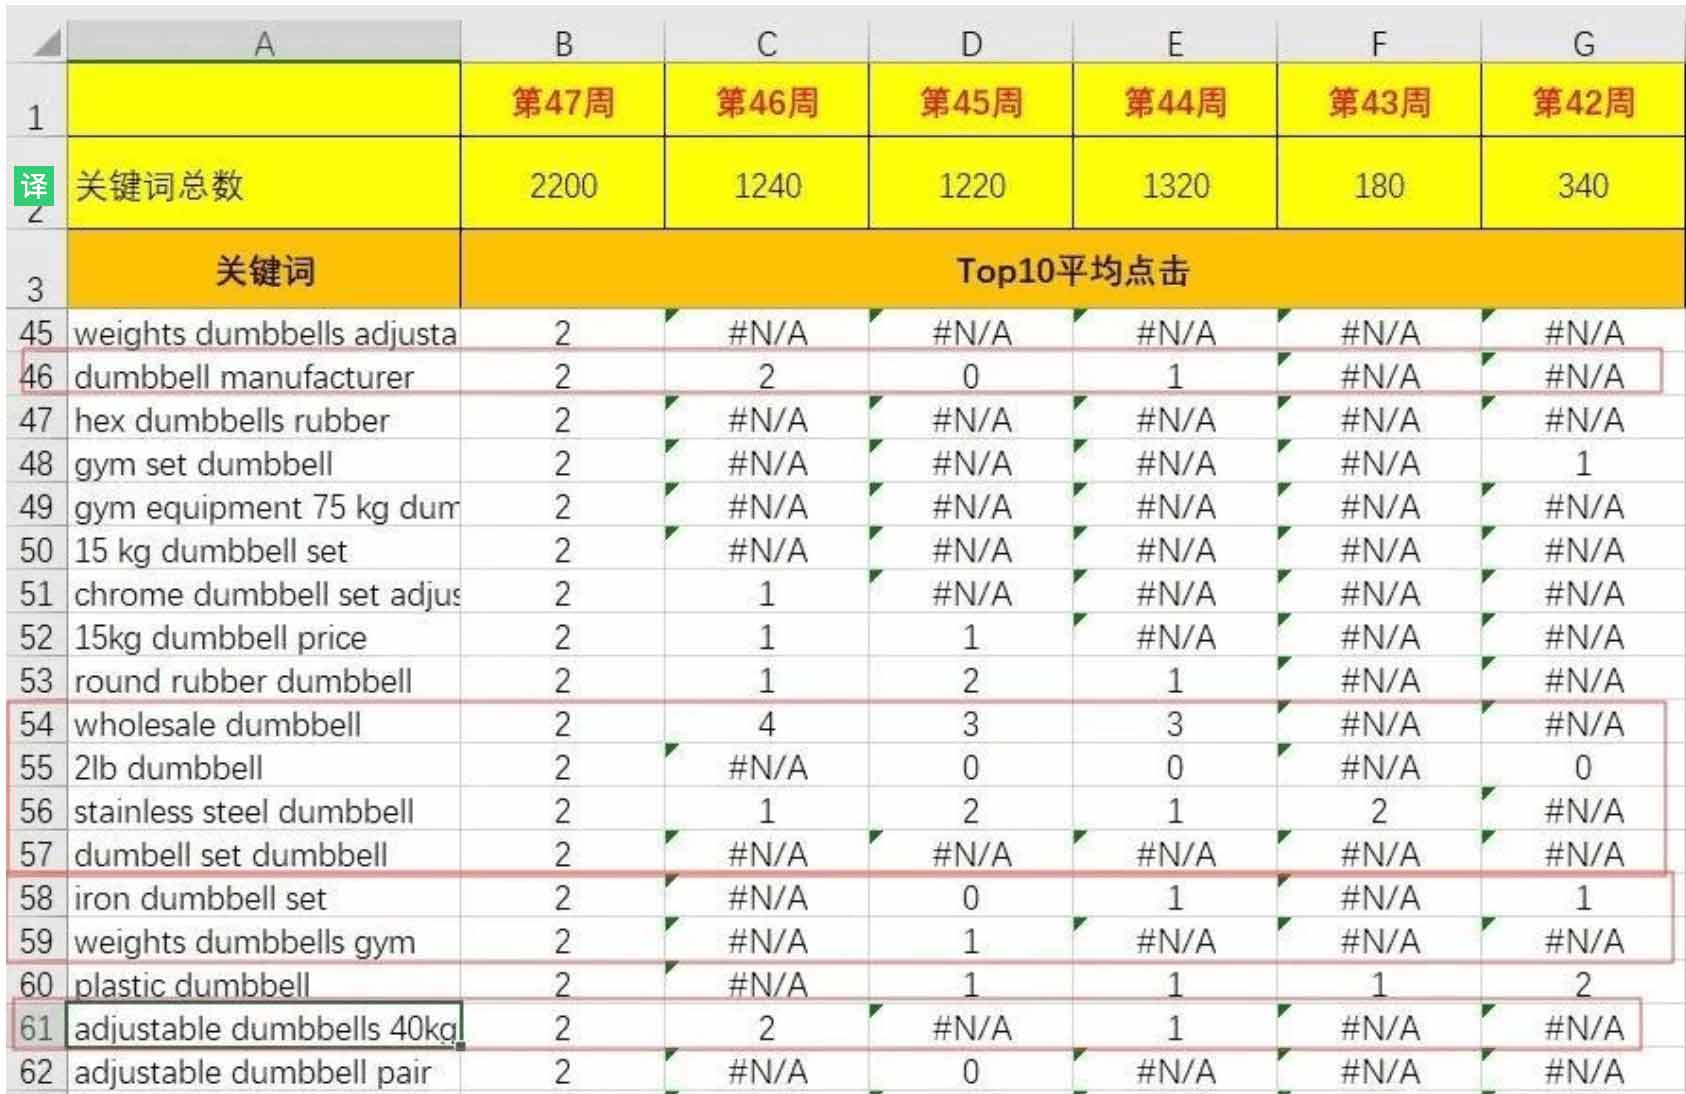 A B C D E F G
1 第47周 第46周 第45周 第44周 第43周 第42周
译
2 关键词总数 2200 1240 1220 1320 180 340
3 关键词 Top10平均点击
45 weights dumbbells adjusta 2 #N/A #N/A #N/A #N/A #N/A
46 dumbbell manufacturer 2 2 0 1 #N/A #N/A
47 hex dumbbells rubber 2 #N/A #N/A #N/A #N/A #N/A
48 gym set dumbbell 2 #N/A #N/A #N/A #N/A 1
49 gym equipment 75 kg dum 2 #N/A #N/A #N/A #N/A #N/A
50 15 kg dumbbell set 2 #N/A #N/A #N/A #N/A #N/A
51 chrome dumbbell set adjus 2 1 #N/A #N/A #N/A #N/A
52 15kg dumbbell price 2 1 1 #N/A #N/A #N/A
53 round rubber dumbbell 2 1 2 1 #N/A #N/A
54 wholesale dumbbell 2 4 3 3 #N/A #N/A
55 2lb dumbbell 2 #N/A 0 0 #N/A 0
56 stainless steel dumbbell 2 1 2 1 2 #N/A
57 dumbell set dumbbell 2 #N/A #N/A #N/A #N/A #N/A
58 iron dumbbell set 2 #N/A 0 1 #N/A 1
59 weights dumbbells gym 2 #N/A 1 #N/A #N/A #N/A
60 plastic dumbbell 2 #N/A 1 1 1 2
61 adjustable dumbbells 40kg 2 2 #N/A 1 #N/A #N/A
62 adjustable dumbbell pair 2 #N/A 0 #N/A #N/A #N/A